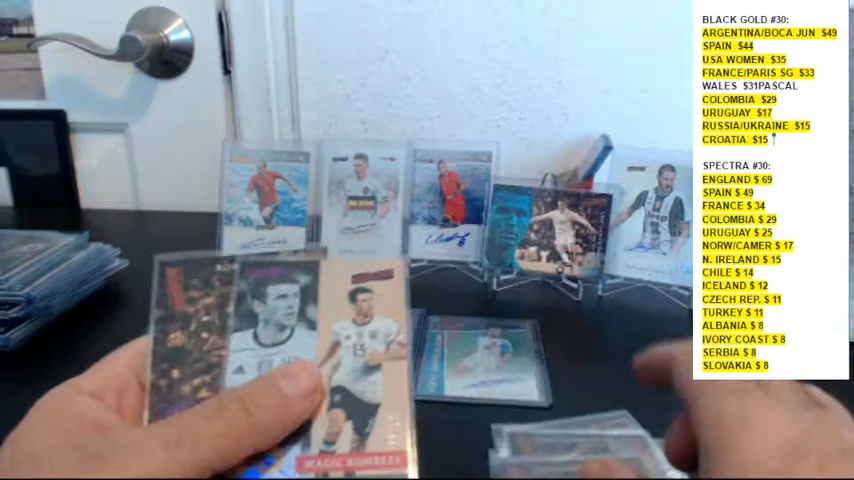 BLACK GOLD #30:
ARGENTINA/BOCA JUN $49
SPAIN $44
USA WOMEN $35
FRANCE/PARIS SG $33
WALES $31PASCAL
COLOMBIA $29
URUGUAY $17
RUSSIA/UKRAINE $15
CROATIA $15
SPECTRA #30:
ENGLAND $ 69
SPAIN $ 49
FRANCE $ 34
COLOMBIA $ 29
URUGUAY $ 25
NORW/CAMER $ 17
N. IRELAND $ 15
CHILE $ 14
ICELAND $ 12
CZECH REP. $ 11
TURKEY $ 11
ALBANIA $ 8
IVORY COAST $ 8
SERBIA $ 8
SLOVAKIA $ 8
Jeep
13
MAGIC NUMBERS